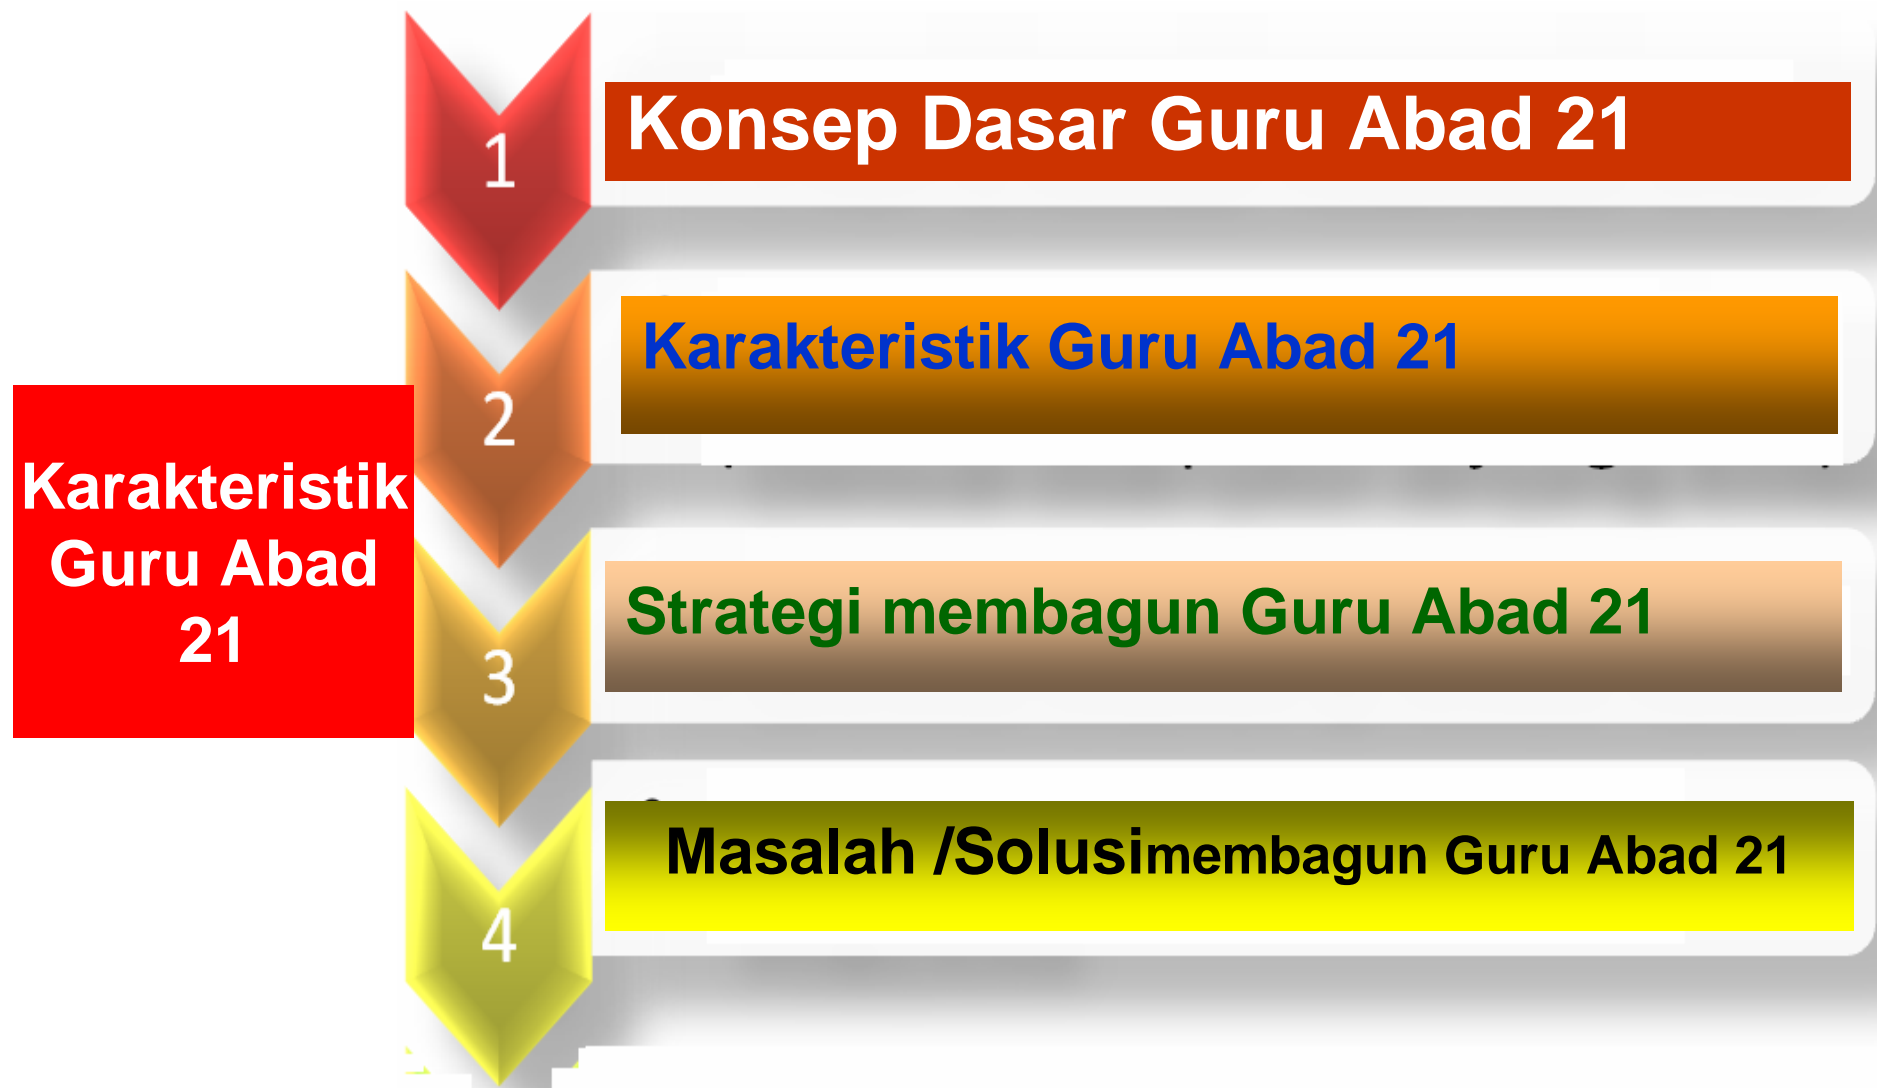 Karakteristik
Guru Abad
21
1
Konsep Dasar Guru Abad 21
2
Karakteristik Guru Abad 21
3
Strategi membagun Guru Abad 21
4
Masalah /Solusimembagun Guru Abad 21